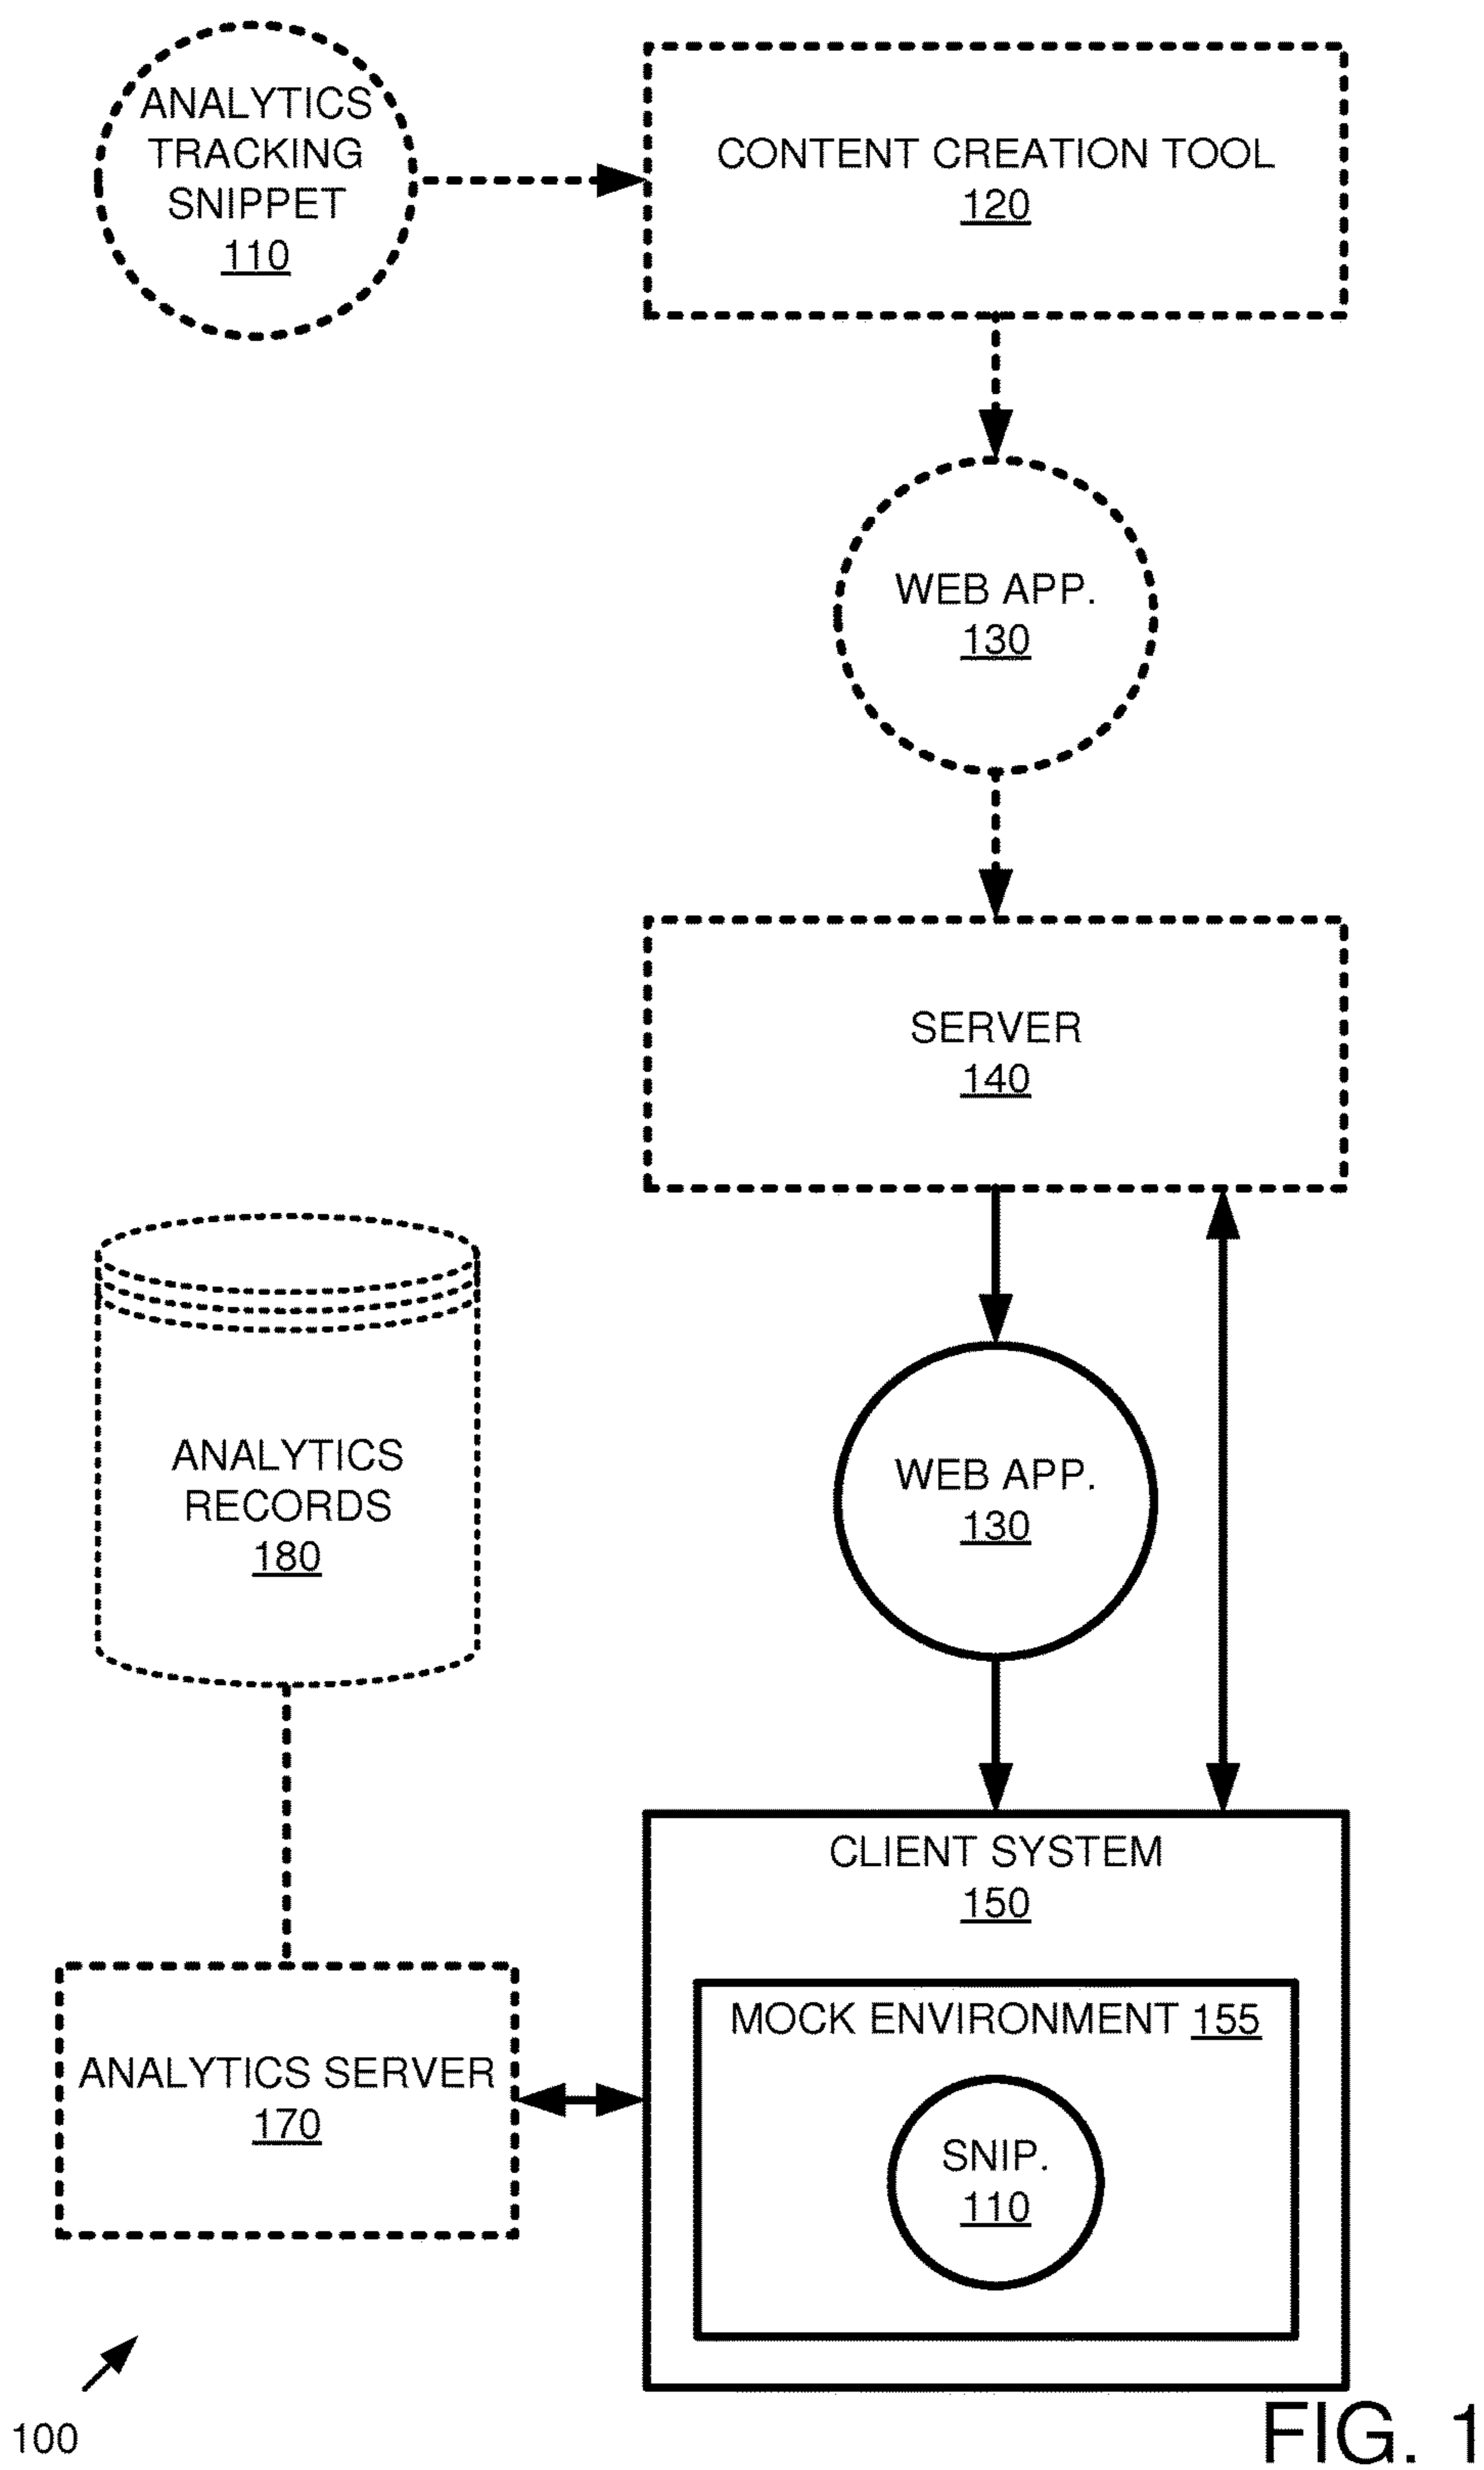 ANALYTICS
TRACKING
SNIPPET
110
CONTENT CREATION TOOL
120
WEB APP.
130
SERVER
140
ANALYTICS
RECORDS
180
WEB APP.
130
CLIENT SYSTEM
150
MOCK ENVIRONMENT 155
SNIP.
110
ANALYTICS SERVER
170
100
FIG. 1